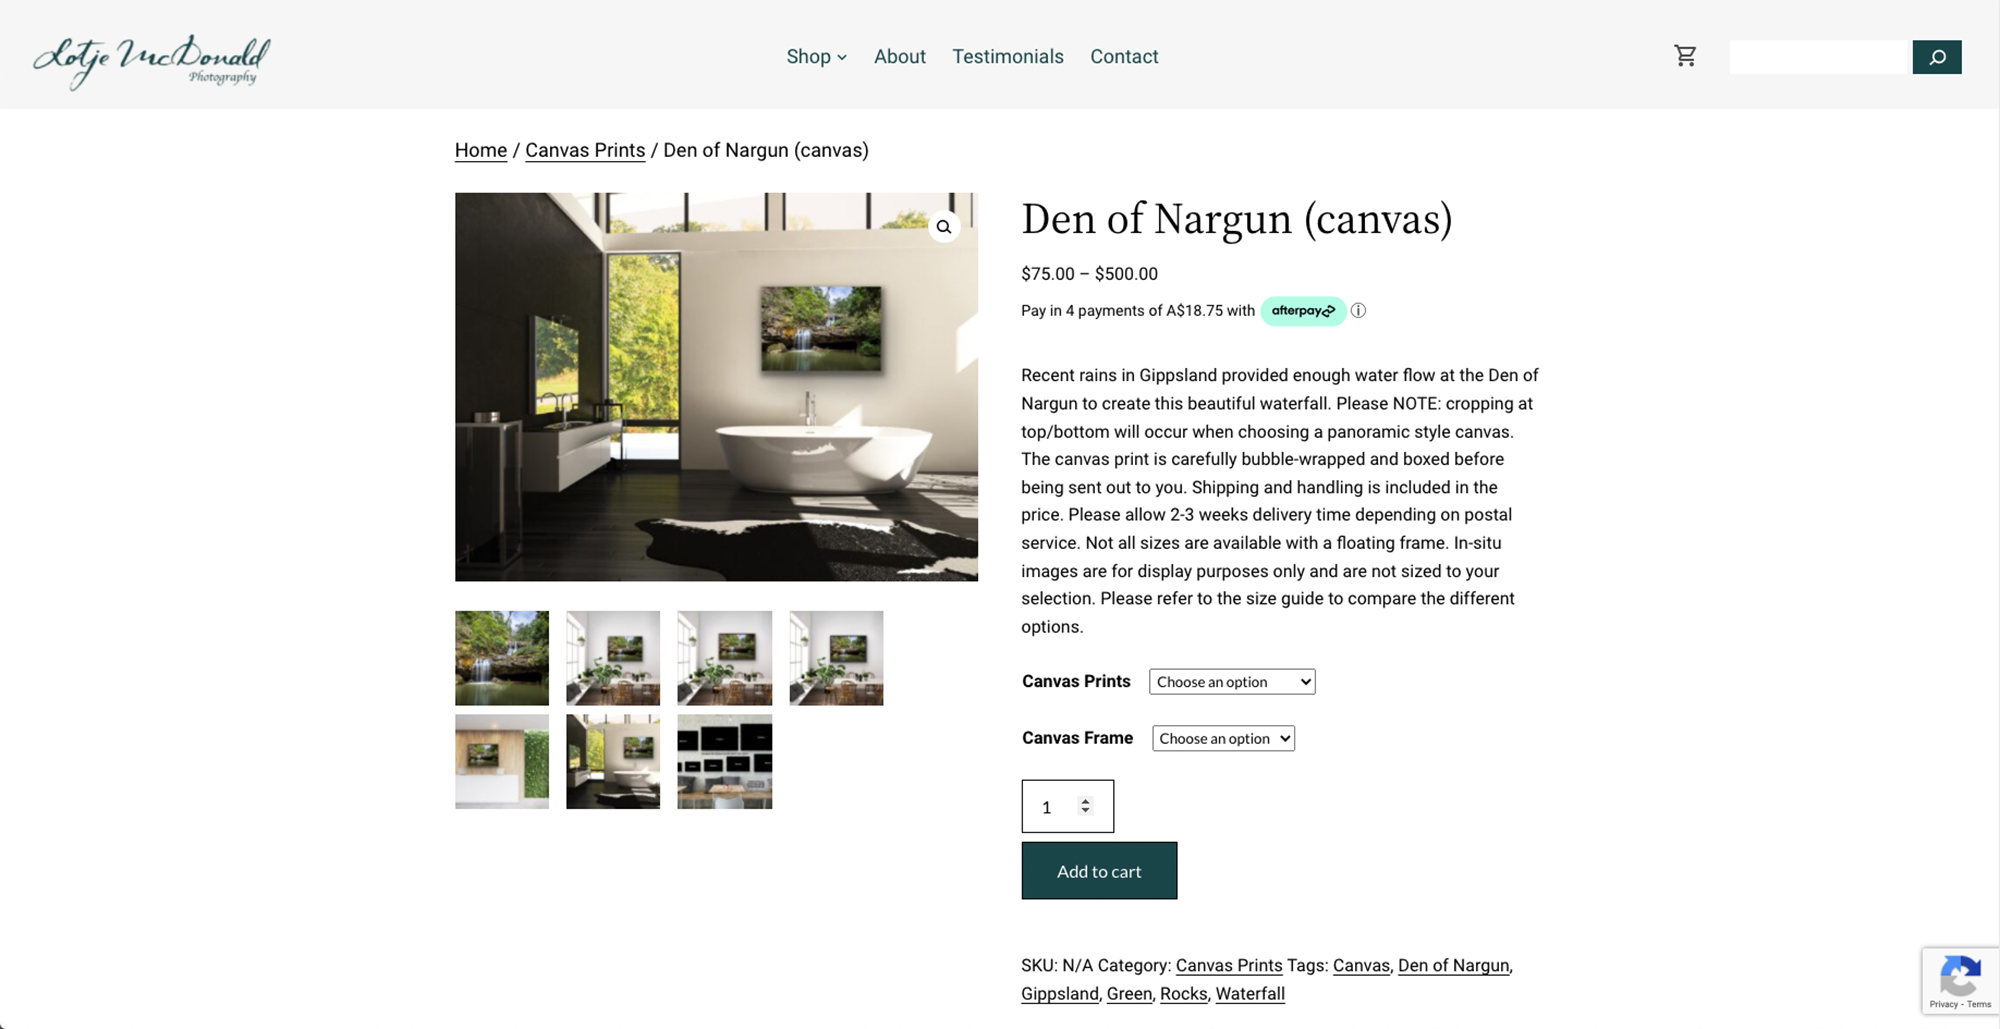 Lotje McDonald
Photography
Shop
About
Testimonials
Contact
Home / Canvas Prints / Den of Nargun (canvas)
Den of Nargun (canvas)
$75.00 – $500.00
Pay in 4 payments of A$18.75 with afterpay
Recent rains in Gippsland provided enough water flow at the Den of
Nargun to create this beautiful waterfall. Please NOTE: cropping at
top/bottom will occur when choosing a panoramic style canvas.
The canvas print is carefully bubble-wrapped and boxed before
being sent out to you. Shipping and handling is included in the
price. Please allow 2-3 weeks delivery time depending on postal
service. Not all sizes are available with a floating frame. In-situ
images are for display purposes only and are not sized to your
selection. Please refer to the size guide to compare the different
options.
Canvas Prints Choose an option
Canvas Frame Choose an option
1
Add to cart
SKU: N/A Category: Canvas Prints Tags: Canvas, Den of Nargun,
Gippsland, Green, Rocks, Waterfall
Privacy - Terms